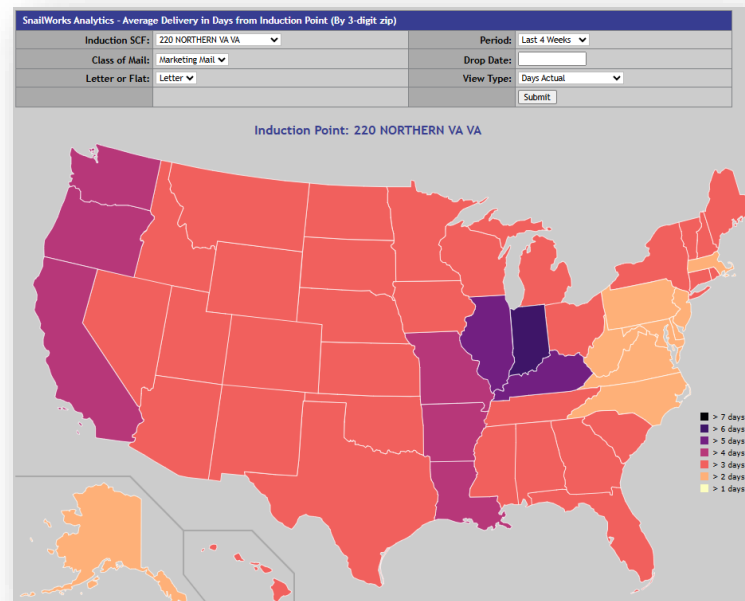 SnailWorks Analytics - Average Delivery in Days from Induction Point (By 3-digit zip)
Induction SCF: 220 NORTHERN VA VA Period: Last 4 Weeks
Class of Mail: Marketing Mail Drop Date:
Letter or Flat: Letter View Type: Days Actual
Submit
Induction Point: 220 NORTHERN VA VA
> 7 days
> 6 days
> 5 days
> 4 days
> 3 days
> 2 days
> 1 days